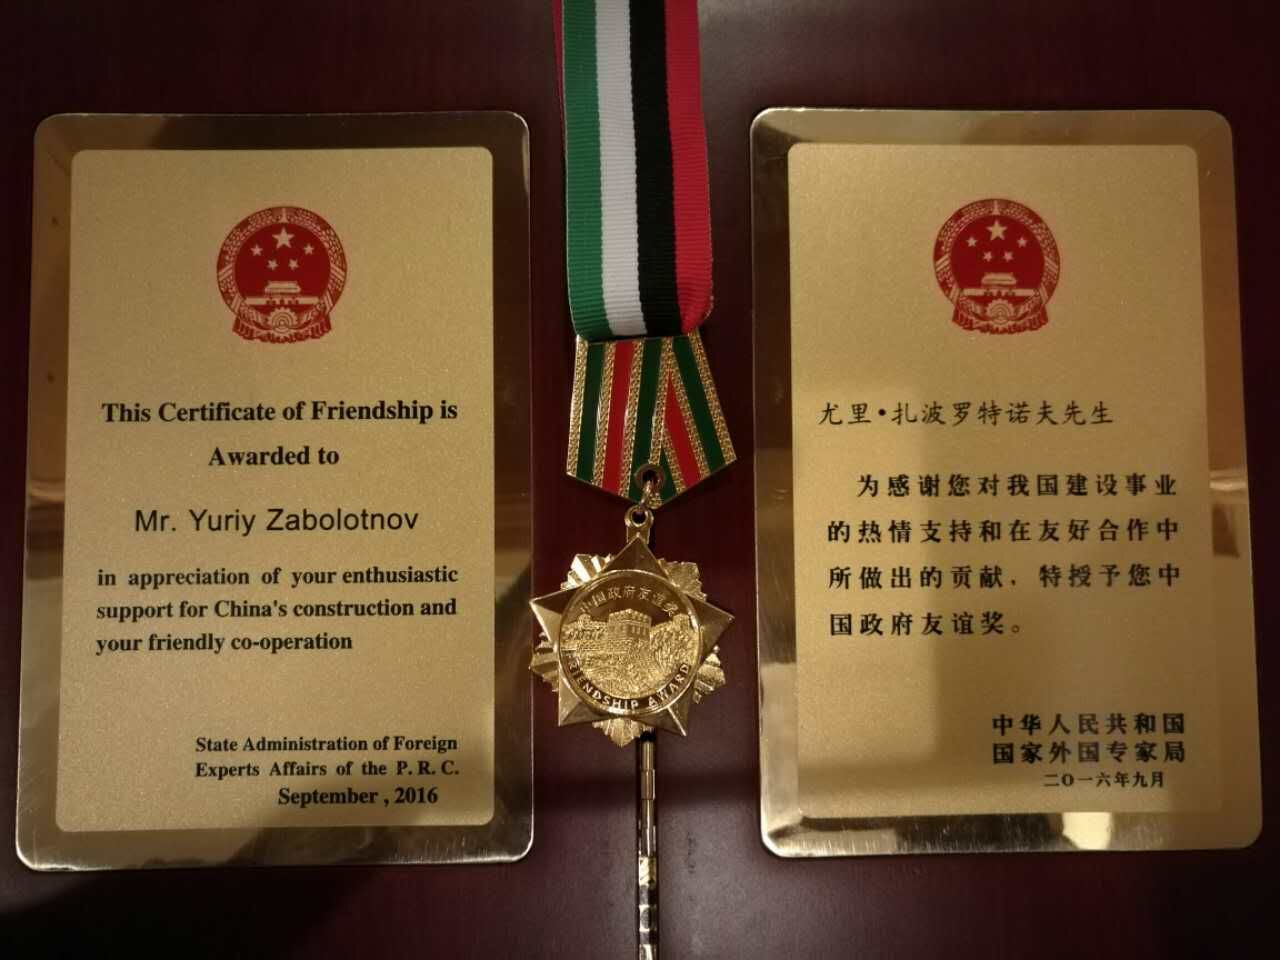 This Certificate of Friendship is
Awarded to
Mr. Yuriy Zabolotnov
in appreciation of your enthusiastic
support for China's construction and
your friendly co-operation
State Administration of Foreign
Experts Affairs of the P. R. C.
September , 2016
中国政府友谊奖
FRIENDSHIP AWARD
尤里•扎波罗特诺夫先生
为感谢您对我国建设事业
的热情支持和在友好合作中
所做出的贡献，特授予您中
国政府友谊奖。
中华人民共和国
国家外国专家局
二〇一六年九月